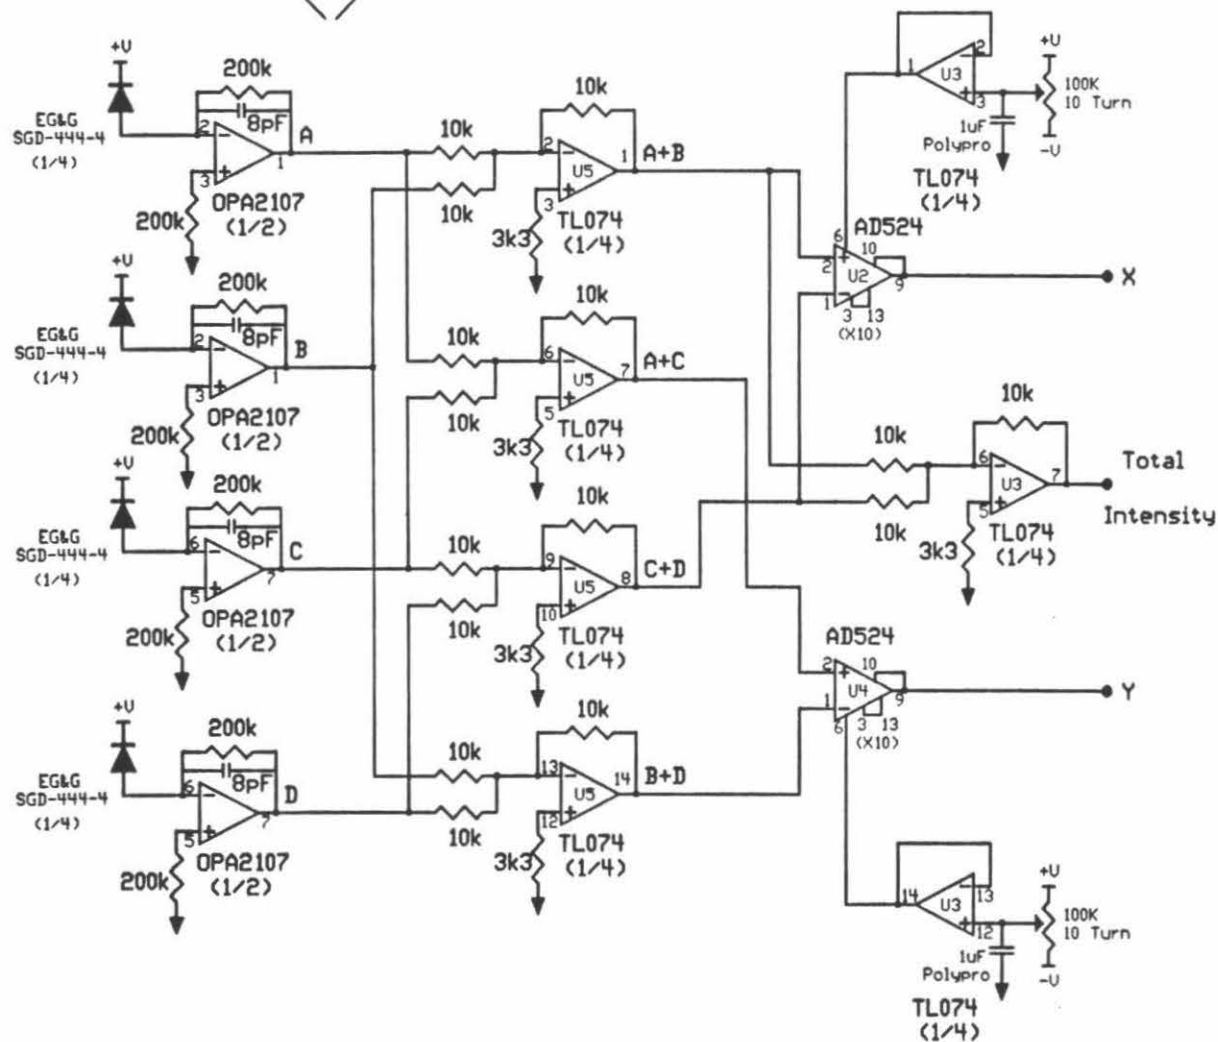 +V
200k
8pF
EG&G
SGD-444-4
(1/4)
2
3
1
A
OPA2107
(1/2)
200k
+V
200k
8pF
EG&G
SGD-444-4
(1/4)
2
3
1
B
OPA2107
(1/2)
200k
+V
200k
8pF
EG&G
SGD-444-4
(1/4)
6
5
7
C
OPA2107
(1/2)
200k
+V
200k
8pF
EG&G
SGD-444-4
(1/4)
6
5
7
D
OPA2107
(1/2)
200k
10k
10k
10k
2
3
1
U5
A+B
TL074
(1/4)
3k3
10k
10k
10k
6
5
7
U5
A+C
TL074
(1/4)
3k3
10k
10k
10k
9
10
8
U5
C+D
TL074
(1/4)
3k3
10k
10k
10k
13
12
14
U5
B+D
TL074
(1/4)
3k3
1
U3
2
3
+V
100K
10 Turn
-V
1uF
Polypro
TL074
(1/4)
AD524
6
10
2
U2
1
9
3 13
(X10)
X
10k
10k
10k
6
5
7
U3
TL074
(1/4)
3k3
Total
Intensity
AD524
10
2
U4
1
9
6
3 13
(X10)
Y
14
U3
13
12
+V
100K
10 Turn
-V
1uF
Polypro
TL074
(1/4)